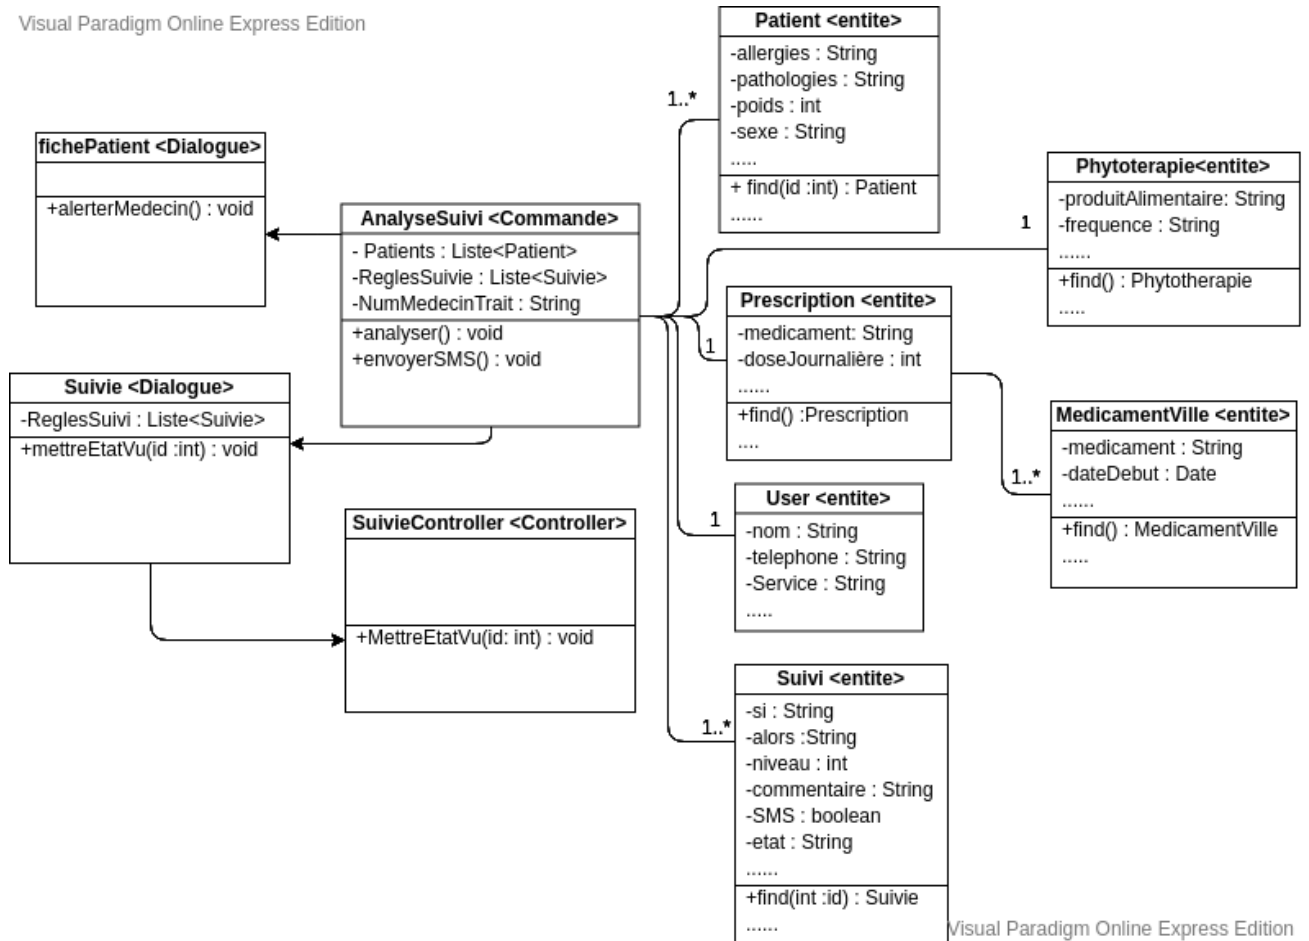 Visual Paradigm Online Express Edition
Patient <entite>
-allergies : String
-pathologies : String
-poids : int
-sexe : String
.....
+ find(id :int) : Patient
......
1..*
fichePatient <Dialogue>
+alerterMedecin() : void
AnalyseSuivi <Commande>
- Patients : Liste<Patient>
-ReglesSuivie : Liste<Suivie>
-NumMedecinTrait : String
+analyser() : void
+envoyerSMS() : void
Phytoterapie<entite>
-produitAlimentaire: String
-frequence : String
......
+find() : Phytotherapie
.....
1
Prescription <entite>
-medicament: String
-doseJournalière : int
......
+find() :Prescription
....
1
Suivie <Dialogue>
-ReglesSuivi : Liste<Suivie>
+mettreEtatVu(id :int) : void
MedicamentVille <entite>
-medicament : String
-dateDebut : Date
......
+find() : MedicamentVille
.....
1..*
User <entite>
-nom : String
-telephone : String
-Service : String
.....
1
SuivieController <Controller>
+MettreEtatVu(id: int) : void
Suivi <entite>
-si : String
-alors :String
-niveau : int
-commentaire : String
-SMS : boolean
-etat : String
......
+find(int :id) : Suivie
......
1..*
Visual Paradigm Online Express Edition